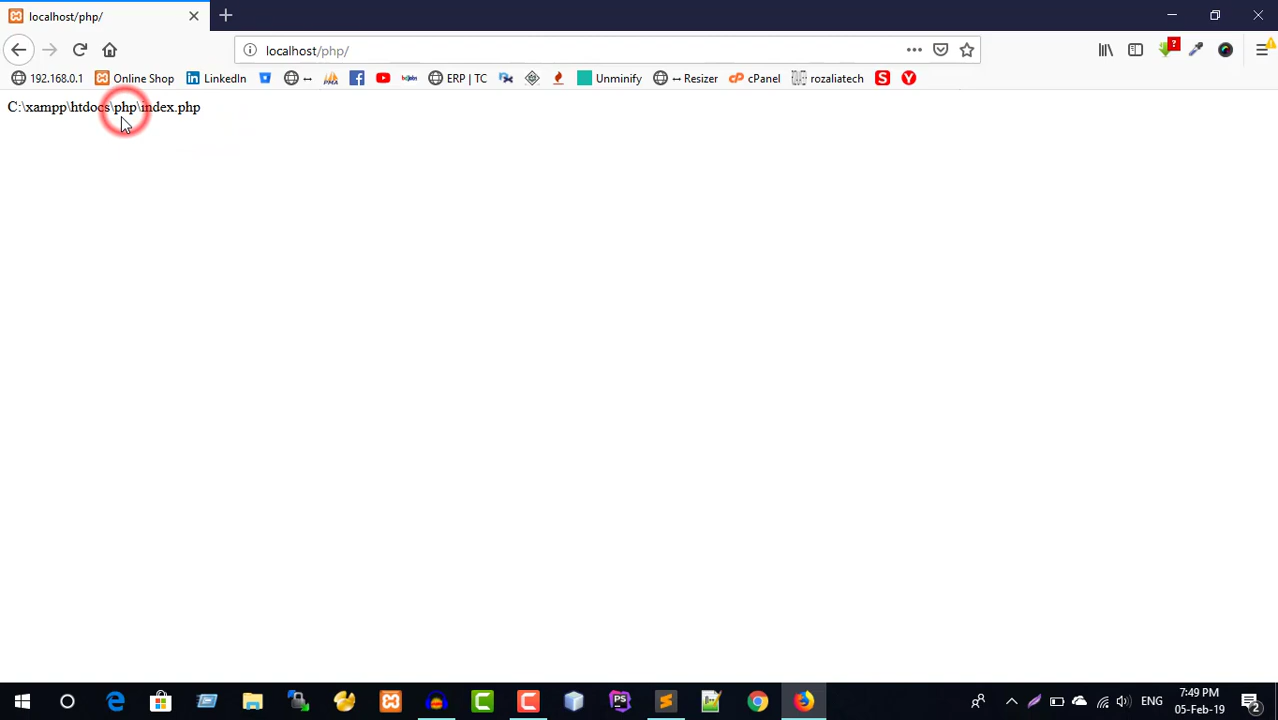 localhost/php/
localhost/php/
192.168.0.1 Online Shop LinkedIn ↔ ERP | TC Unminify ↔ Resizer cPanel rozaliatech
C:\xampp\htdocs\php\index.php
ENG
7:49 PM
05-Feb-19
2